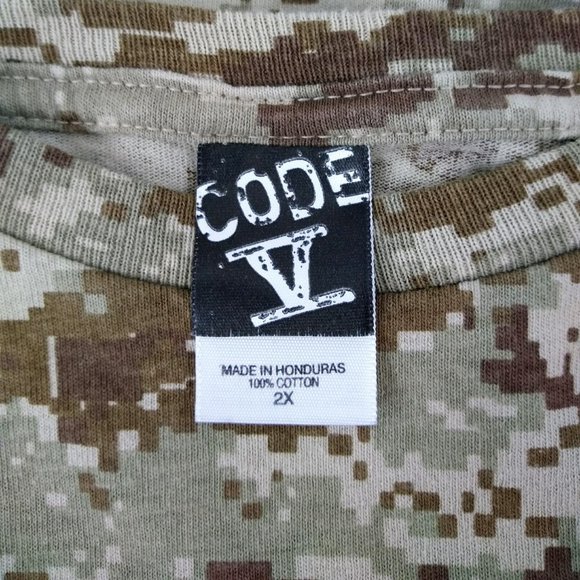 CODE
V
MADE IN HONDURAS
100% COTTON
2X